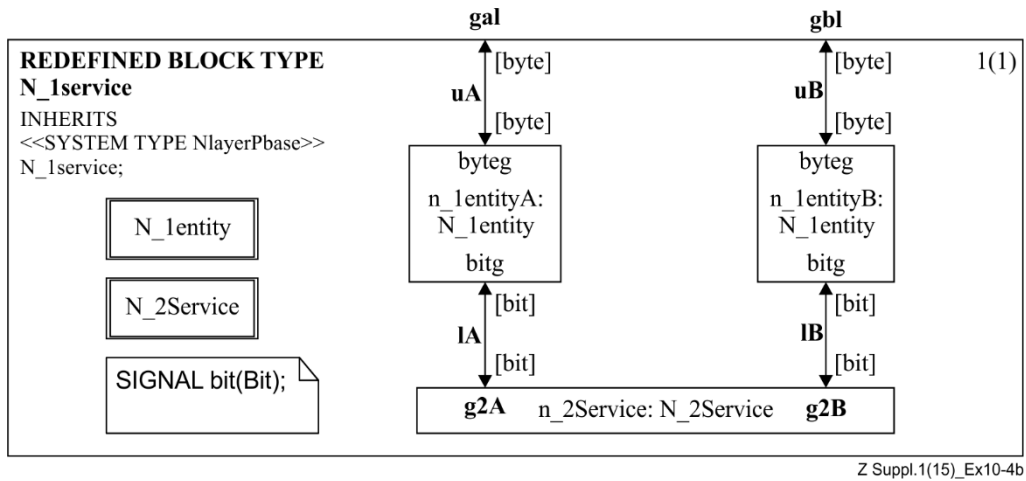 gal
gbl
REDEFINED BLOCK TYPE
N_1service
INHERITS
<<SYSTEM TYPE NlayerPbase>>
N_1service;
1(1)
[byte]
[byte]
uA
uB
[byte]
[byte]
byteg
n_1entityA:
N_1entity
bitg
byteg
n_1entityB:
N_1entity
bitg
N_1entity
N_2Service
SIGNAL bit(Bit);
[bit]
[bit]
lA
lB
[bit]
[bit]
g2A n_2Service: N_2Service g2B
Z Suppl.1(15)_Ex10-4b